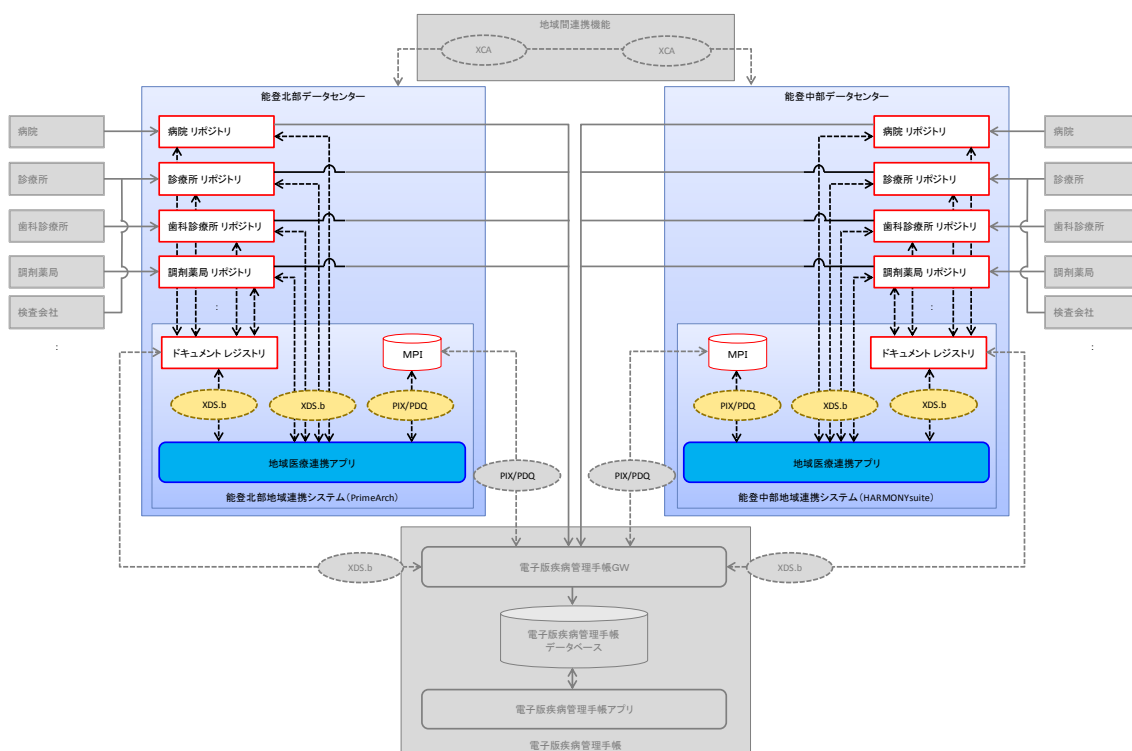 地域間連携機能
XCA
XCA
能登北部データセンター
能登中部データセンター
病院
病院 リポジトリ
病院 リポジトリ
病院
診療所
診療所 リポジトリ
診療所 リポジトリ
診療所
歯科診療所
歯科診療所 リポジトリ
歯科診療所 リポジトリ
歯科診療所
調剤薬局
調剤薬局 リポジトリ
調剤薬局 リポジトリ
調剤薬局
検査会社
:
:
検査会社
:
:
ドキュメント レジストリ
MPI
MPI
ドキュメント レジストリ
XDS.b
XDS.b
PIX/PDQ
PIX/PDQ
XDS.b
XDS.b
地域医療連携アプリ
地域医療連携アプリ
PIX/PDQ
PIX/PDQ
能登北部地域連携システム(PrimeArch)
能登中部地域連携システム(HARMONYsuite)
XDS.b
電子版疾病管理手帳GW
XDS.b
電子版疾病管理手帳
データベース
電子版疾病管理手帳アプリ
電子版疾病管理手帳